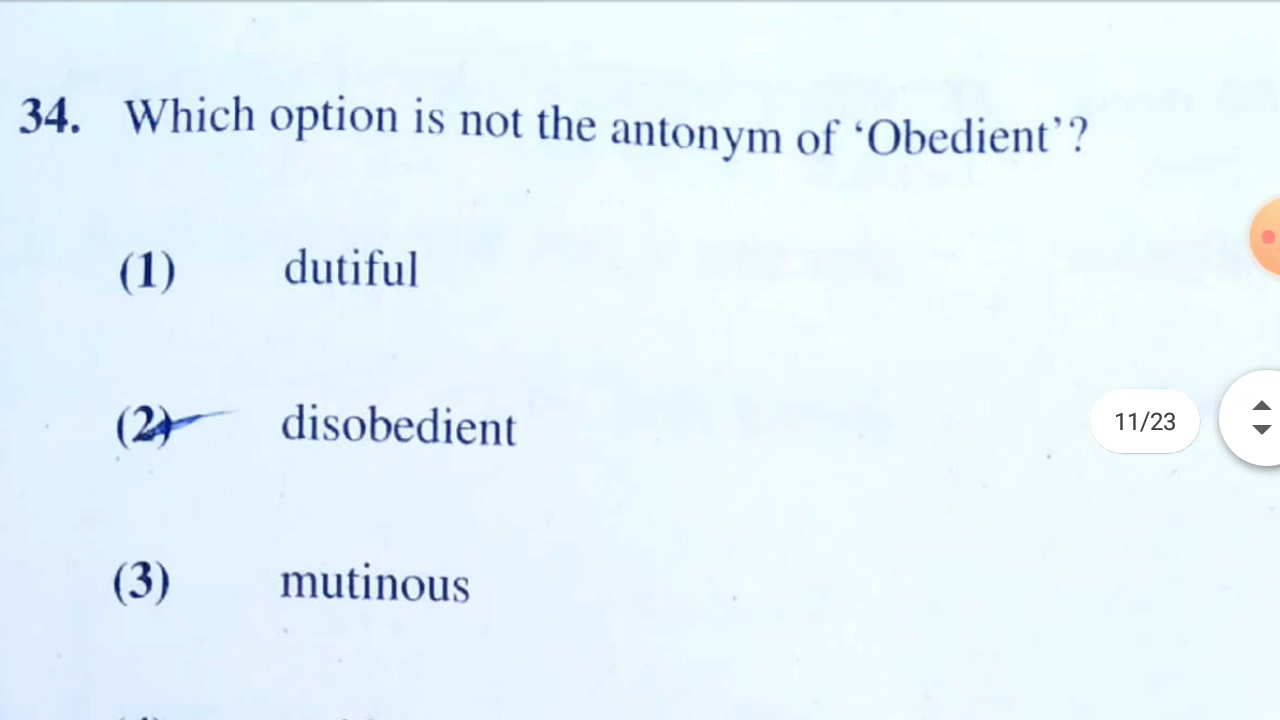 34. Which option is not the antonym of ‘Obedient’?
(1) dutiful
(2) disobedient
11/23
(3) mutinous